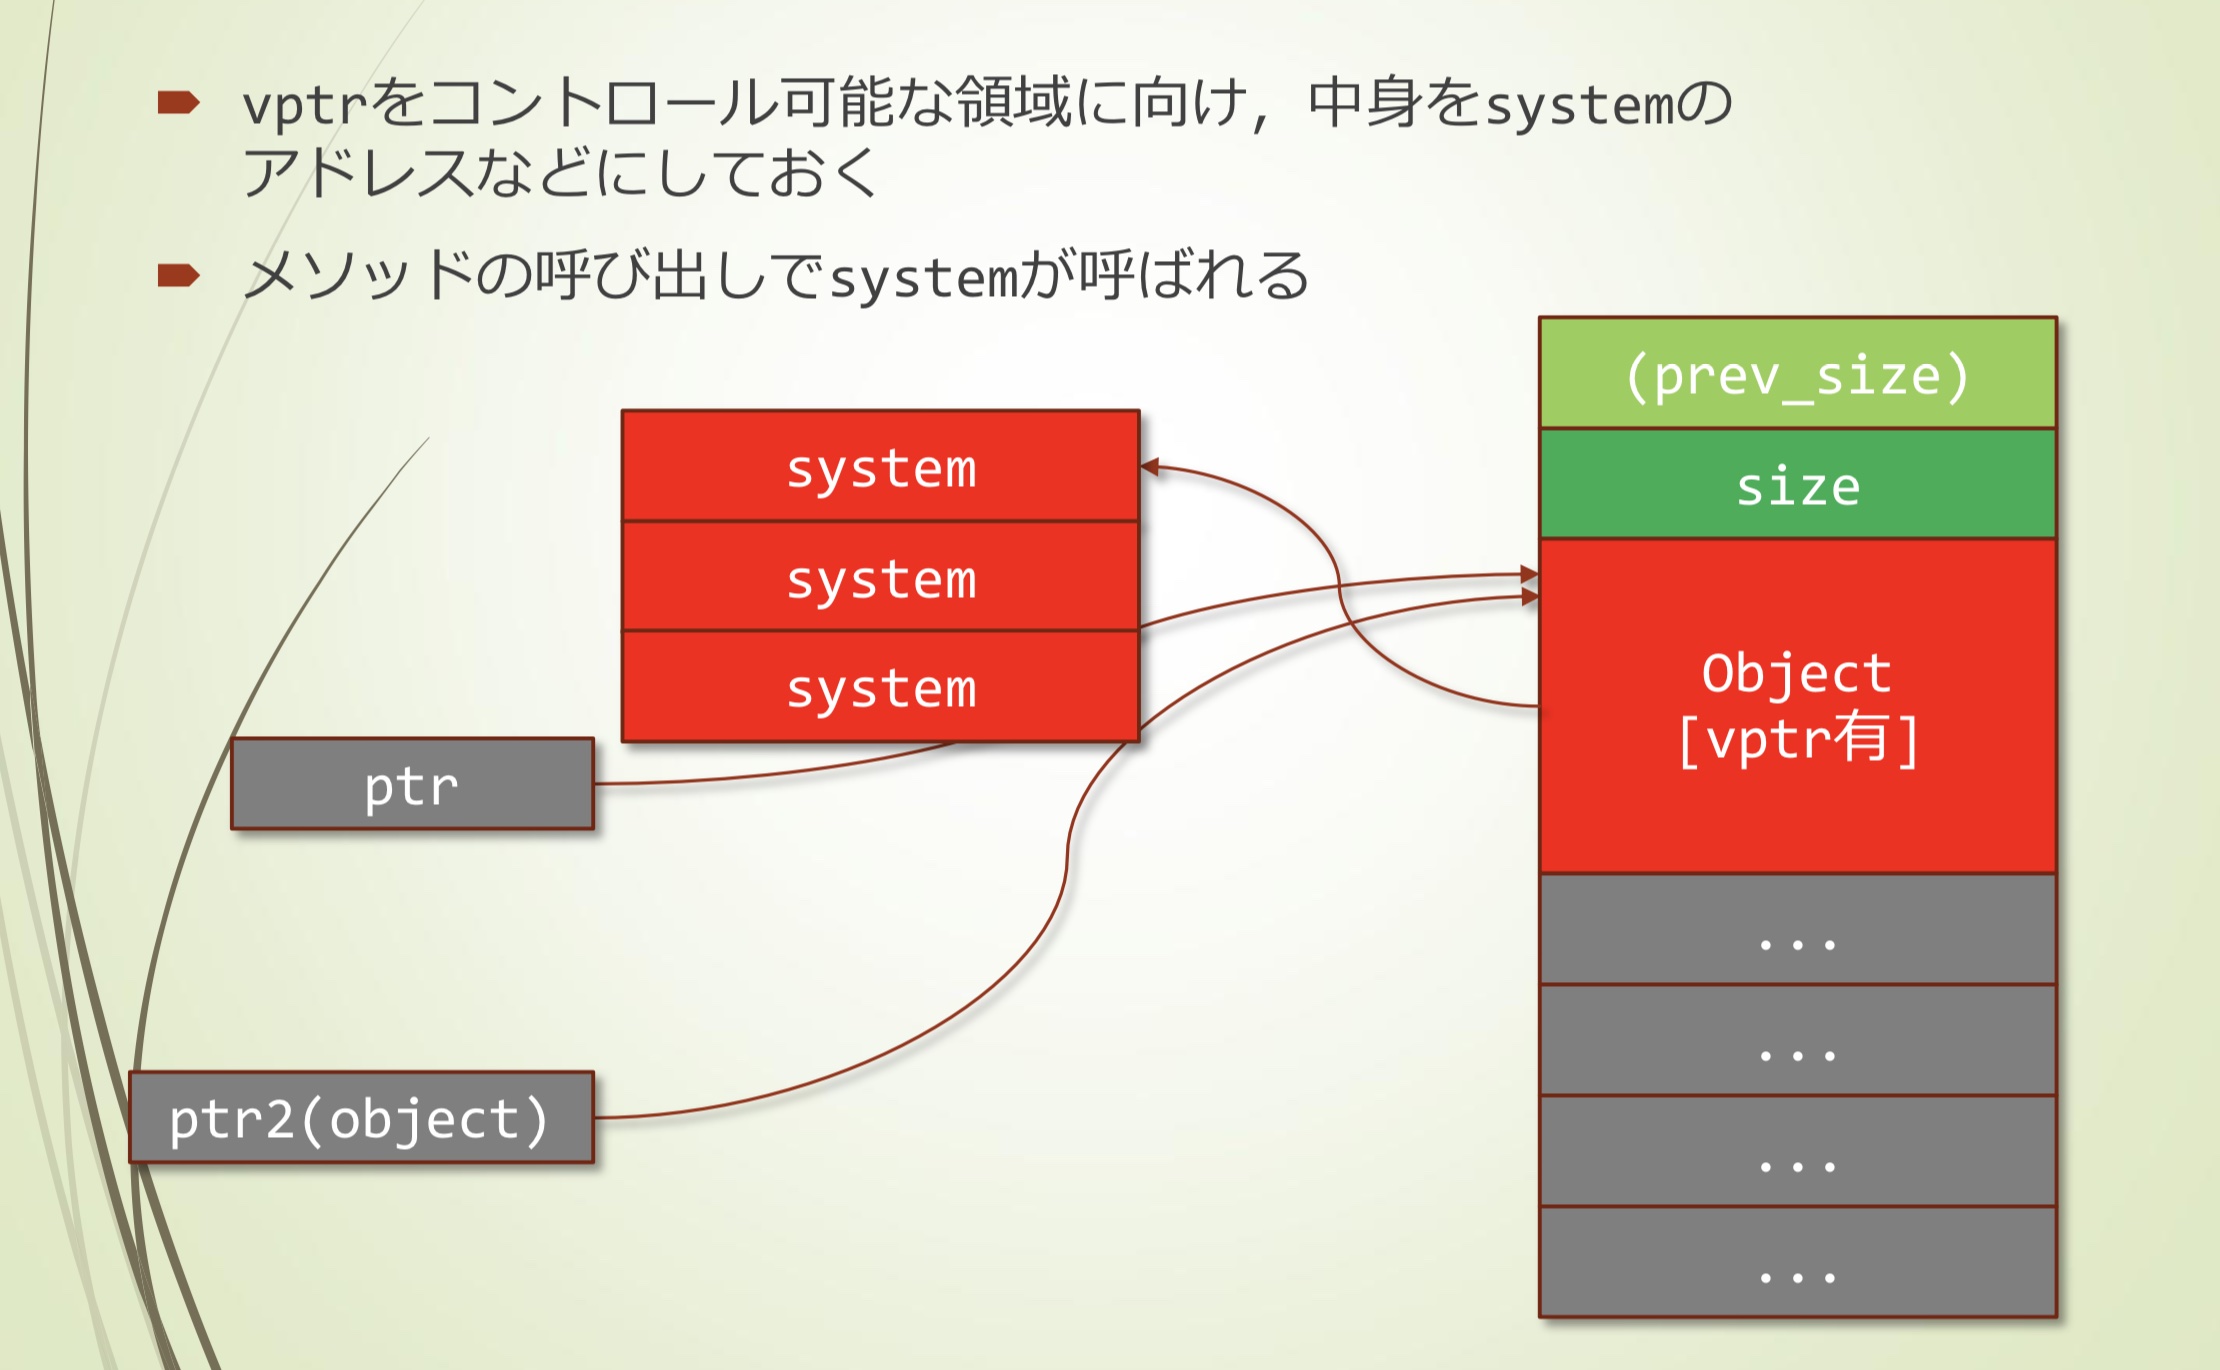 vptrをコントロール可能な領域に向け，中身をsystemの
アドレスなどにしておく
メソッドの呼び出しでsystemが呼ばれる
(prev_size)
size
system
system
system
Object
[vptr有]
ptr
ptr2(object)
...
...
...
...